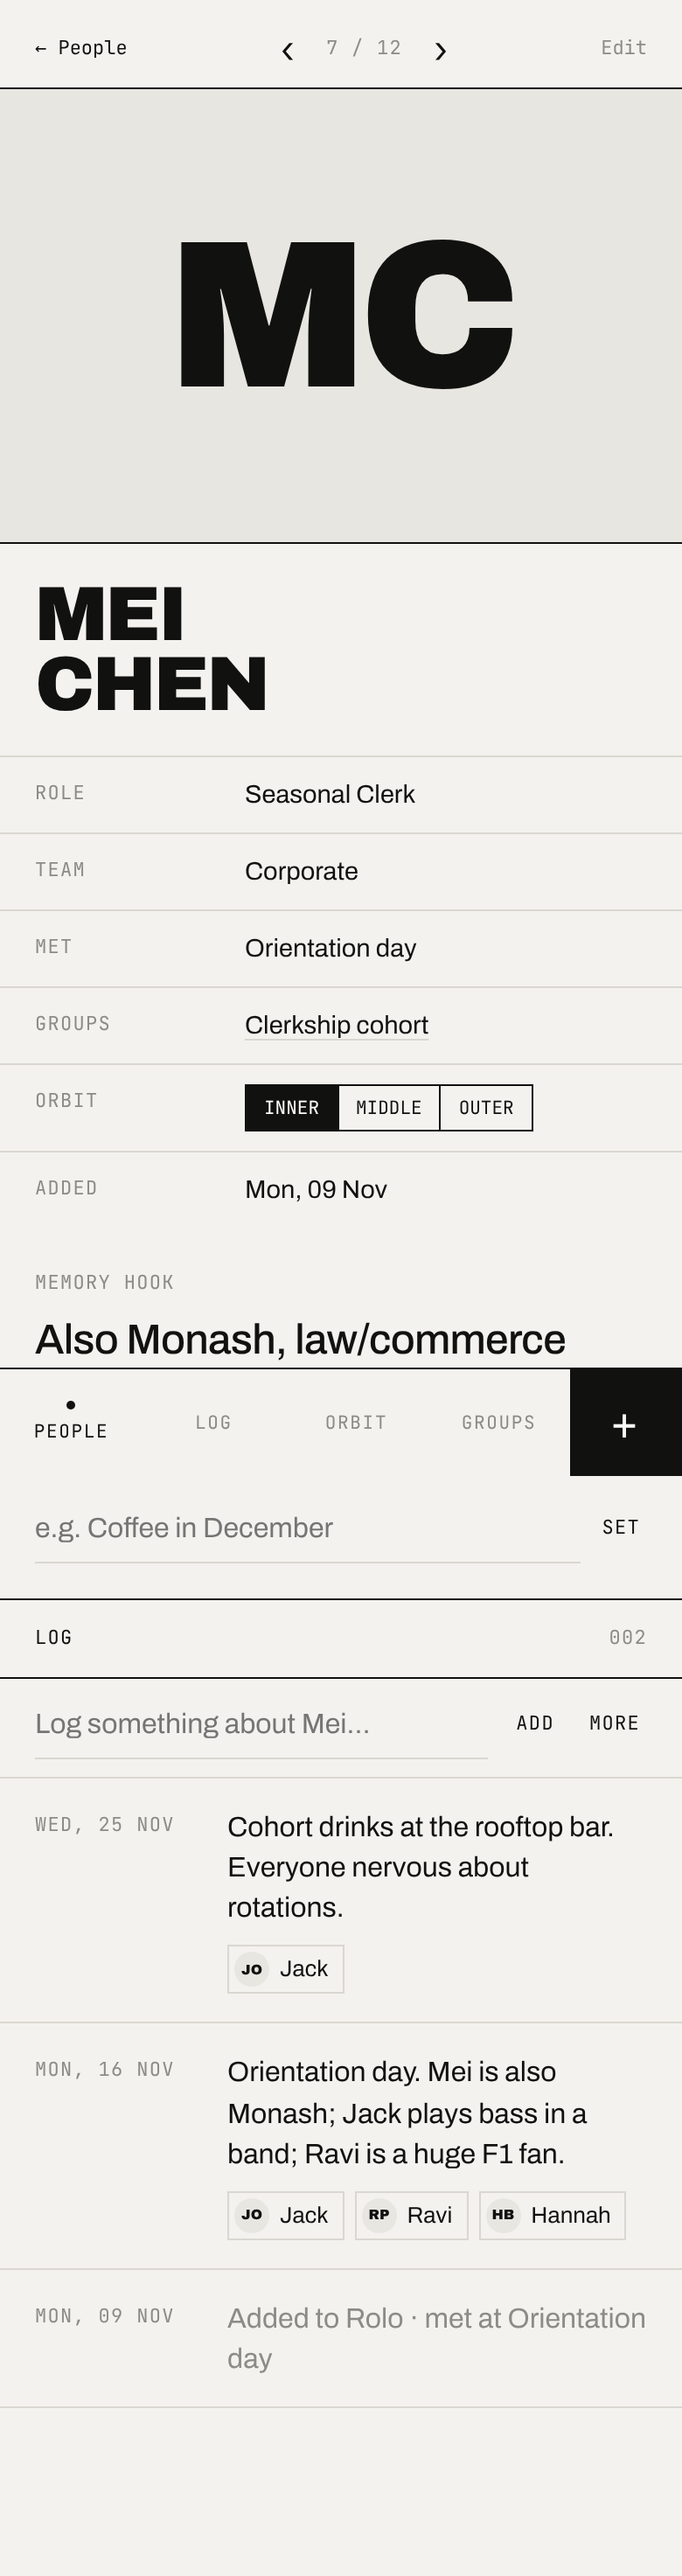 ← People ‹ 7 / 12 › Edit
MC
MEI
CHEN
ROLE Seasonal Clerk
TEAM Corporate
MET Orientation day
GROUPS Clerkship cohort
ORBIT INNER MIDDLE OUTER
ADDED Mon, 09 Nov
MEMORY HOOK
Also Monash, law/commerce
PEOPLE LOG ORBIT GROUPS +
e.g. Coffee in December SET
LOG 002
Log something about Mei... ADD MORE
WED, 25 NOV Cohort drinks at the rooftop bar.
Everyone nervous about
rotations.
JO Jack
MON, 16 NOV Orientation day. Mei is also
Monash; Jack plays bass in a
band; Ravi is a huge F1 fan.
JO Jack RP Ravi HB Hannah
MON, 09 NOV Added to Rolo · met at Orientation
day